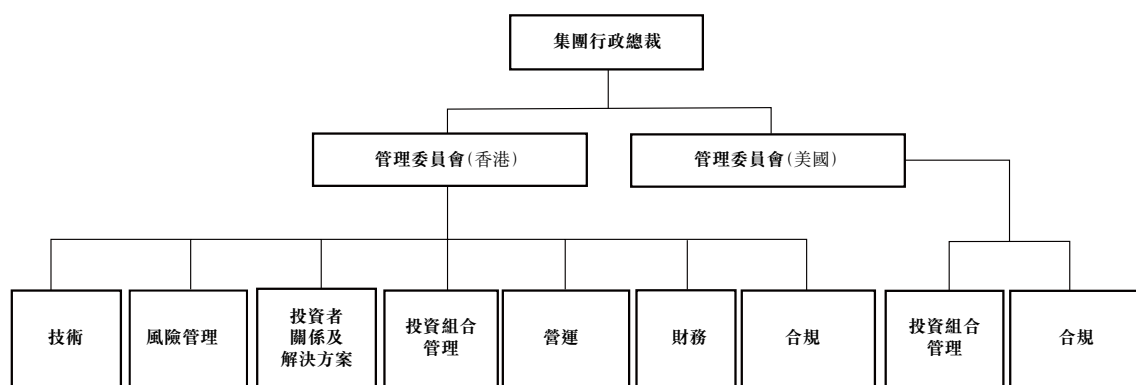 集團行政總裁
管理委員會(香港)
管理委員會(美國)
技術
風險管理
投資者
關係及
解決方案
投資組合
管理
營運
財務
合規
投資組合
管理
合規